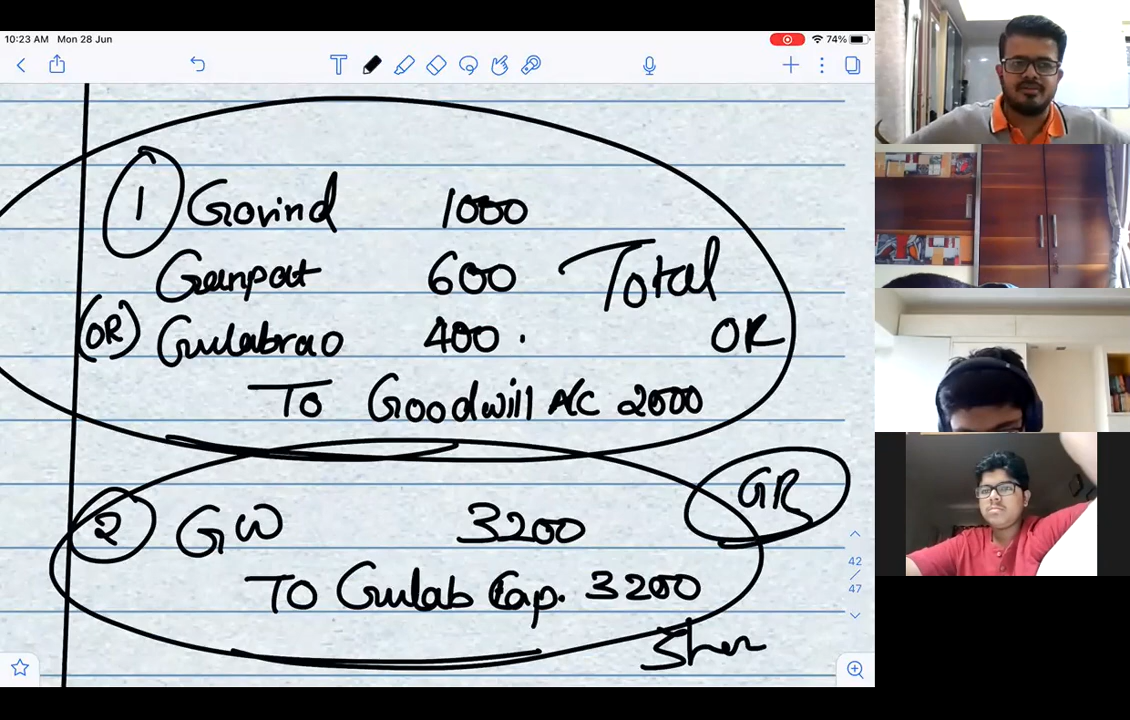 10:23 AM Mon 28 Jun
74%
T
1 Govind 1000
Ganpat 600 Total
(OR) Gulabrao 400 . OR
To Goodwill A/C 2000
GR
2 GW 3200
To Gulab Cap. 3200
42
/
47